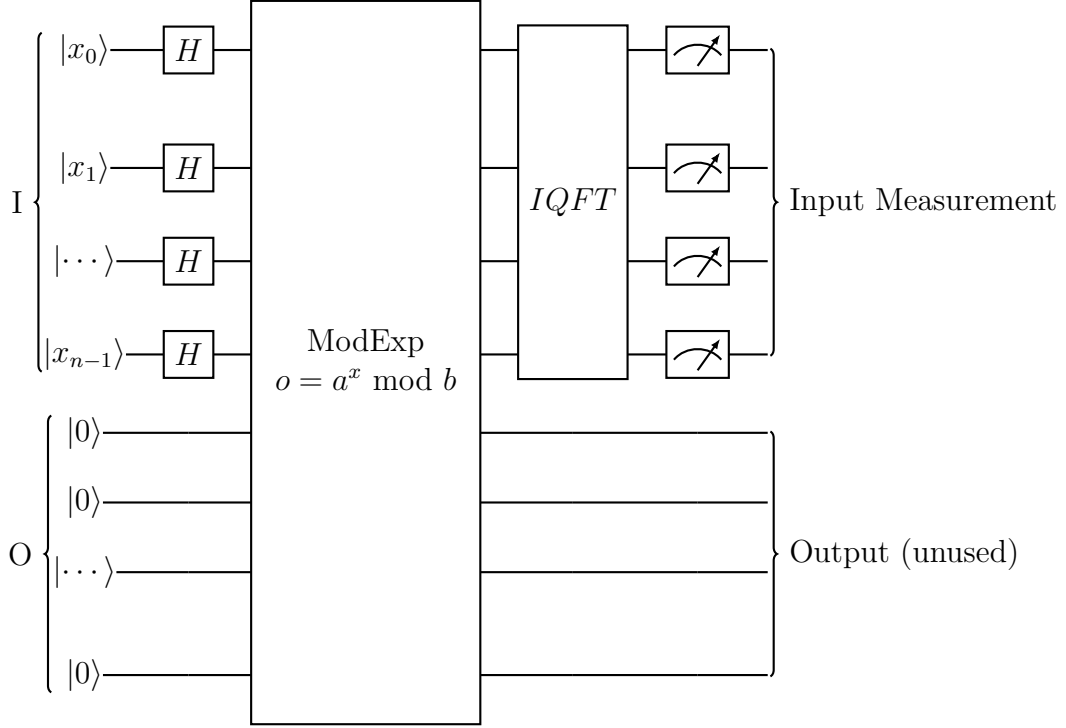 |x₀⟩ H
|x₁⟩ H
I IQFT Input Measurement
|⋯⟩ H
|xₙ₋₁⟩ H
ModExp
o = aˣ mod b
|0⟩
|0⟩
O Output (unused)
|⋯⟩
|0⟩